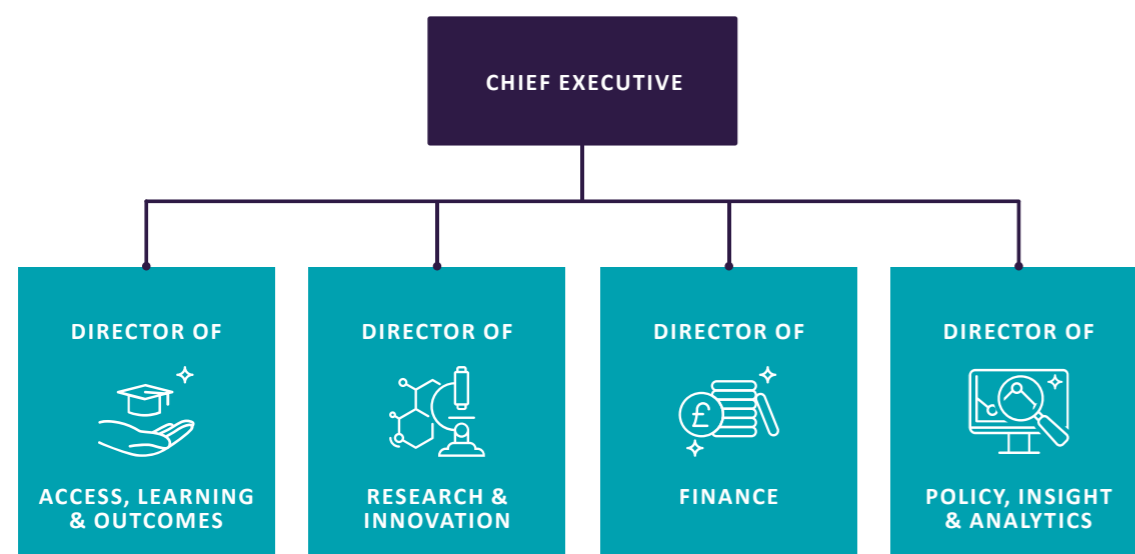 CHIEF EXECUTIVE
DIRECTOR OF
ACCESS, LEARNING
& OUTCOMES
DIRECTOR OF
RESEARCH &
INNOVATION
DIRECTOR OF
£
FINANCE
DIRECTOR OF
POLICY, INSIGHT
& ANALYTICS